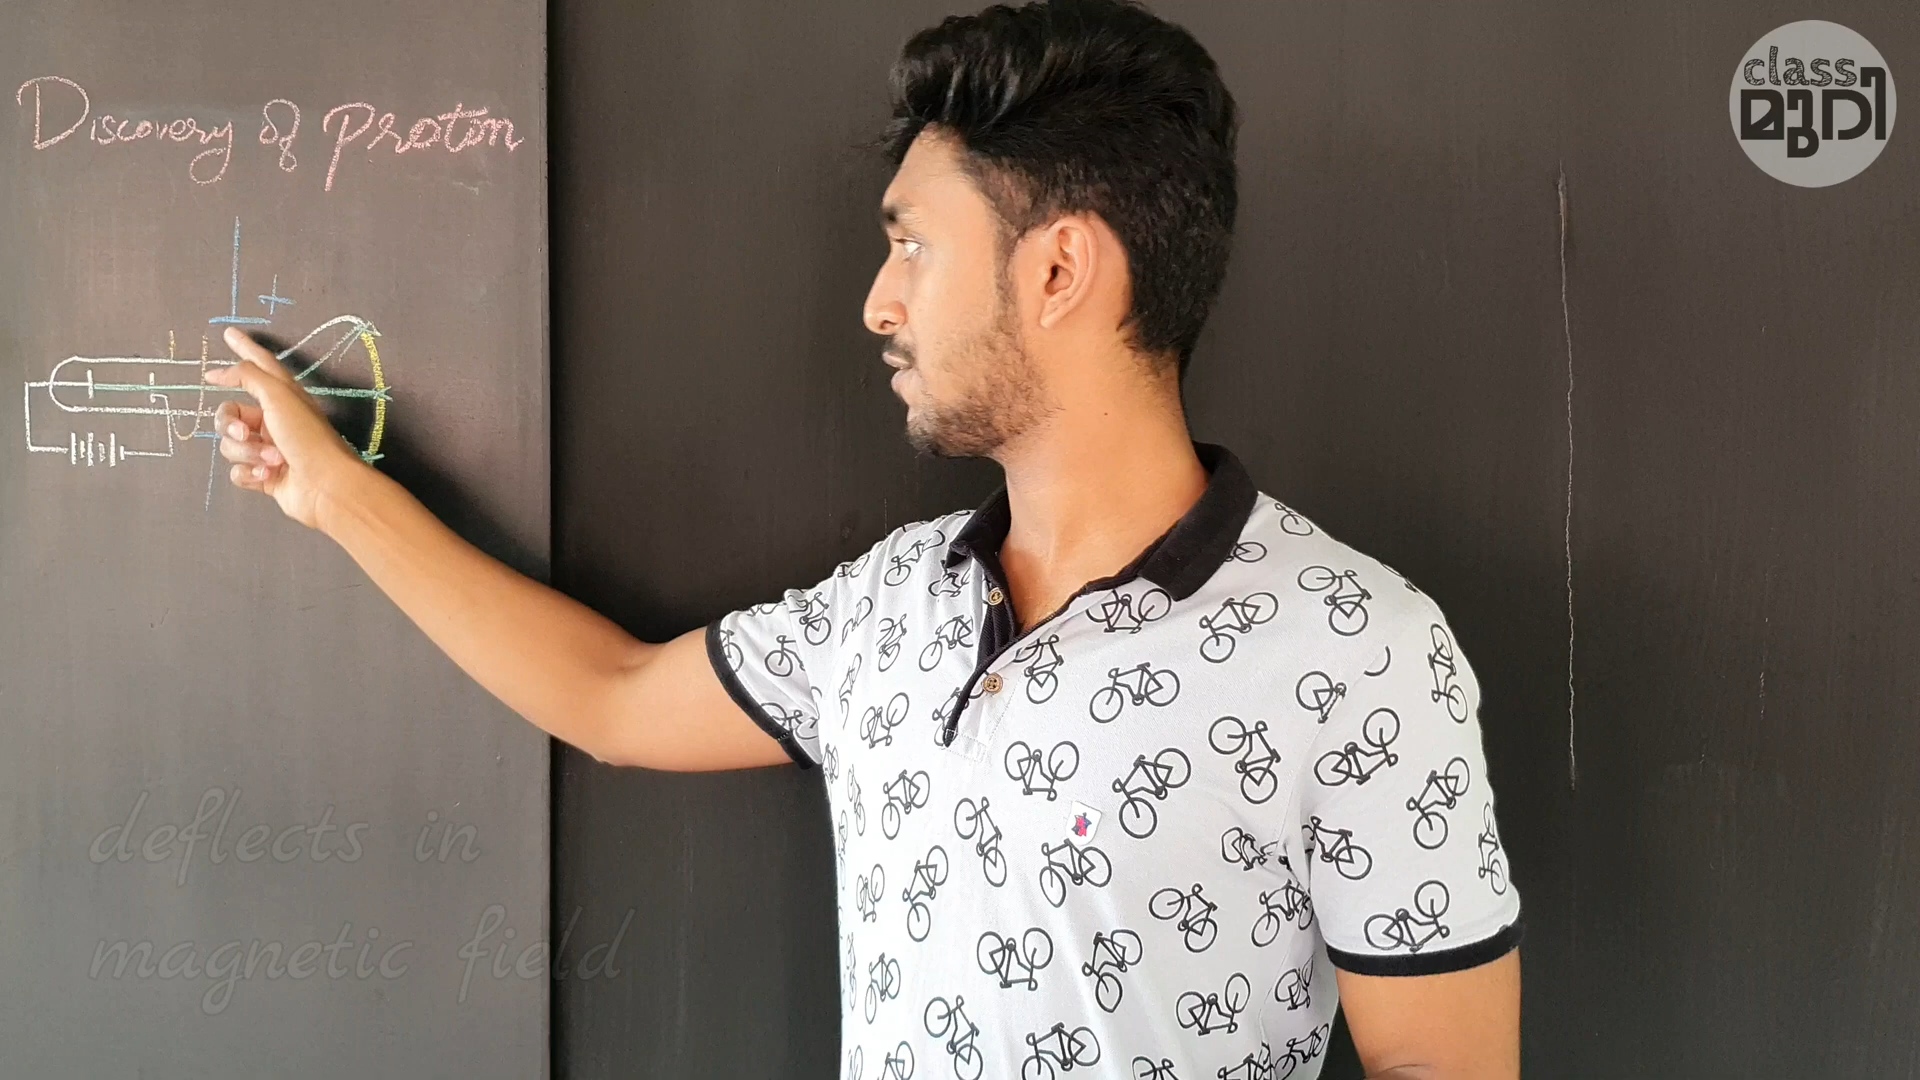 Discovery of Proton
+
class
മുറി
deflects in
magnetic field